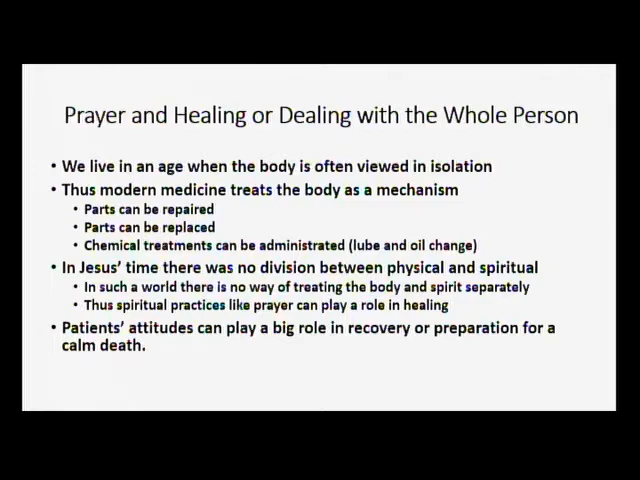 Prayer and Healing or Dealing with the Whole Person
• We live in an age when the body is often viewed in isolation
• Thus modern medicine treats the body as a mechanism
• Parts can be repaired
• Parts can be replaced
• Chemical treatments can be administrated (lube and oil change)
• In Jesus’ time there was no division between physical and spiritual
• In such a world there is no way of treating the body and spirit separately
• Thus spiritual practices like prayer can play a role in healing
• Patients’ attitudes can play a big role in recovery or preparation for a
calm death.